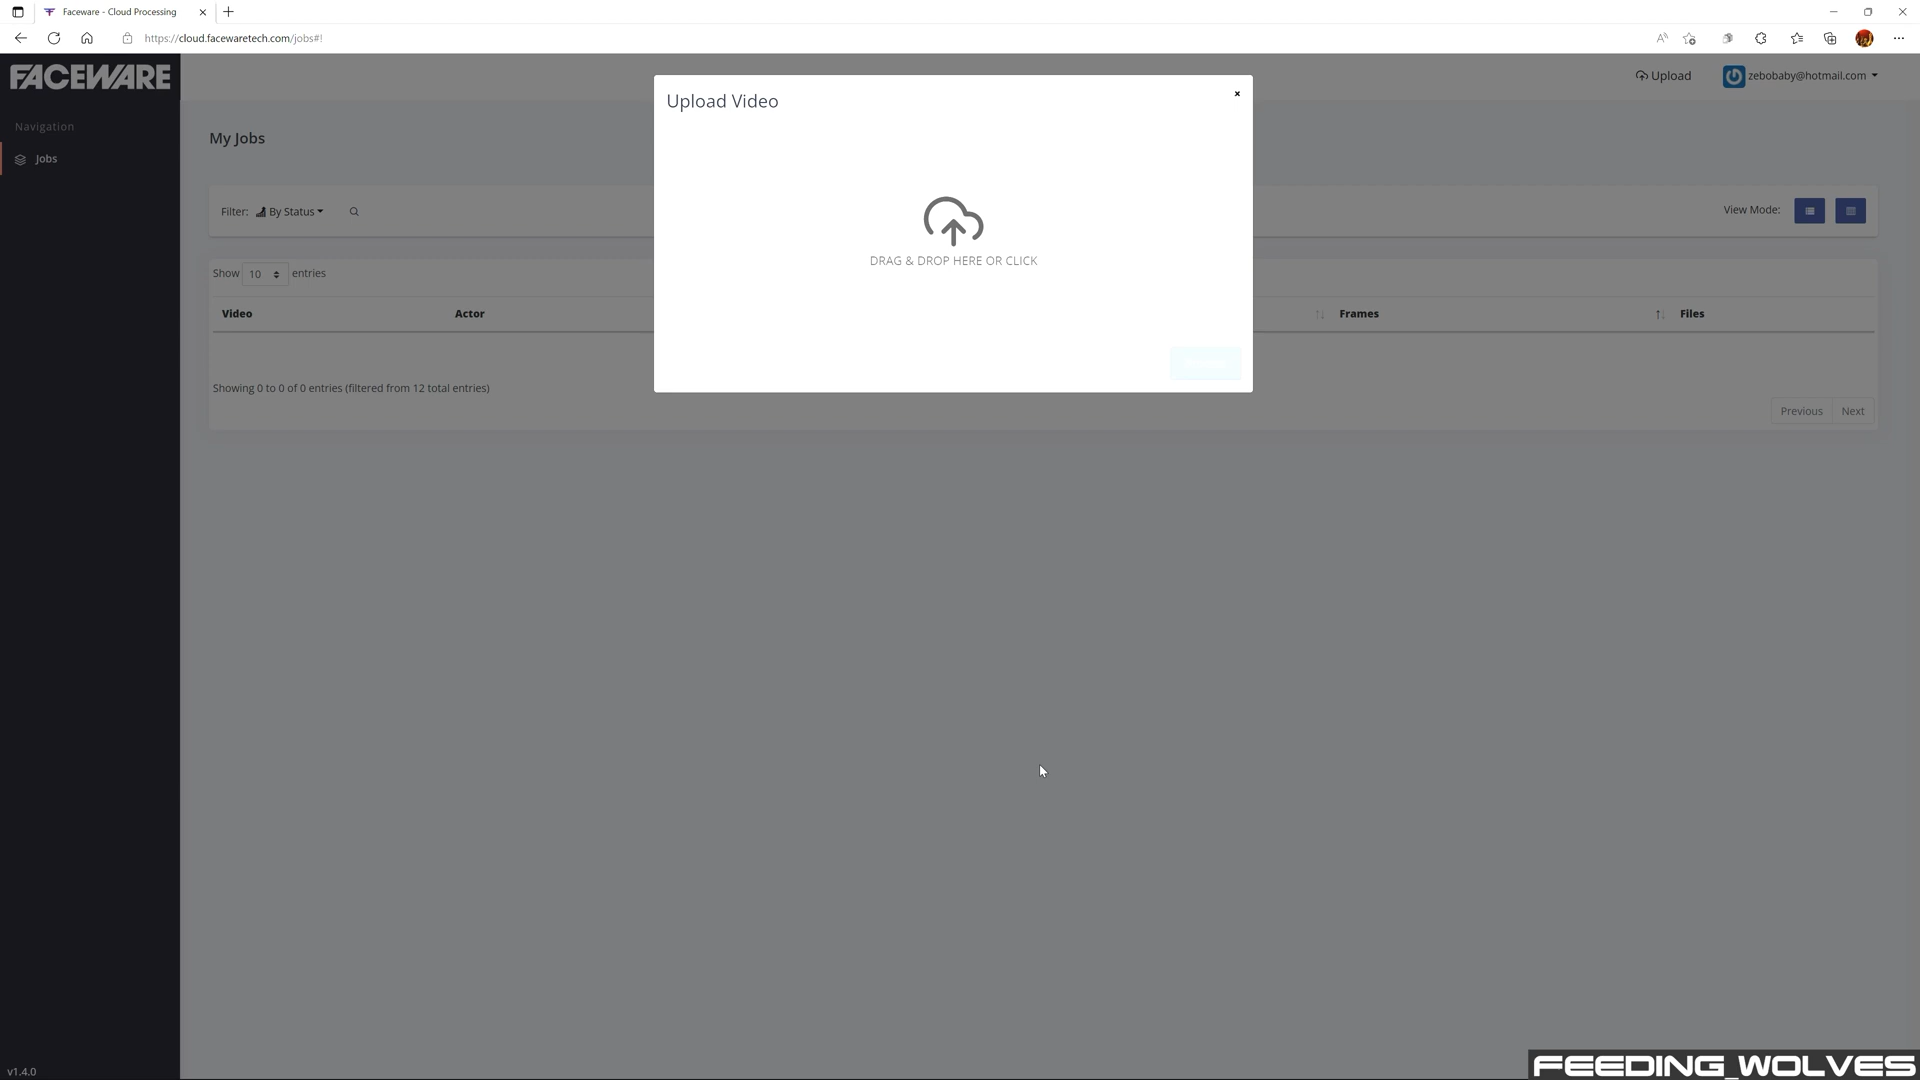 Faceware - Cloud Processing
https://cloud.facewaretech.com/jobs#!
FACEWARE
Upload
zebobaby@hotmail.com
Navigation
Jobs
My Jobs
Upload Video
DRAG & DROP HERE OR CLICK
Filter: By Status
View Mode:
Show 10 entries
Video Actor Frames Files
Showing 0 to 0 of 0 entries (filtered from 12 total entries)
Previous Next
v1.4.0
FEEDING_WOLVES